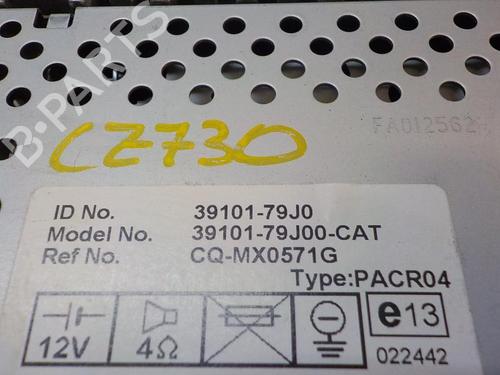 B-PARTS
FA012562
CZ730
ID No. 39101-79J0
Model No. 39101-79J00-CAT
Ref No. CQ-MX0571G
Type:PACR04
12V 4Ω e13
022442